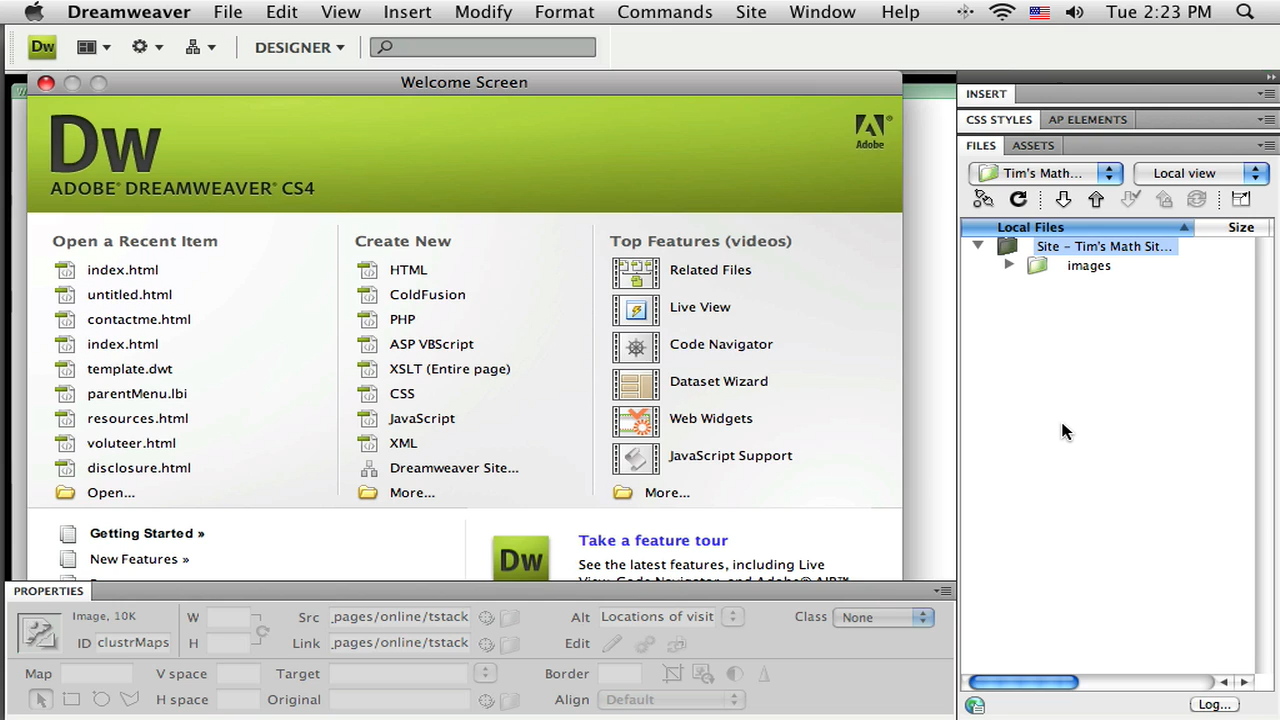 Dreamweaver File Edit View Insert Modify Format Commands Site Window Help Tue 2:23 PM
Dw DESIGNER
Welcome Screen
INSERT
CSS STYLES AP ELEMENTS
FILES ASSETS
Tim's Math... Local view
Local Files Size
Site - Tim's Math Sit...
images
Log...
Dw
ADOBE® DREAMWEAVER® CS4
Adobe®
Open a Recent Item
index.html
untitled.html
contactme.html
index.html
template.dwt
parentMenu.lbi
resources.html
voluteer.html
disclosure.html
Open...
Create New
HTML
ColdFusion
PHP
ASP VBScript
XSLT (Entire page)
CSS
JavaScript
XML
Dreamweaver Site...
More...
Top Features (videos)
Related Files
Live View
Code Navigator
Dataset Wizard
Web Widgets
JavaScript Support
More...
Getting Started »
New Features »
Dw
Take a feature tour
See the latest features, including Live
View, Code Navigator, and Adobe® AIR™
PROPERTIES
Image, 10K W Src pages/online/tstack Alt Locations of visit Class None
ID clustrMaps H Link pages/online/tstack Edit
Map V space Target Border
H space Original Align Default